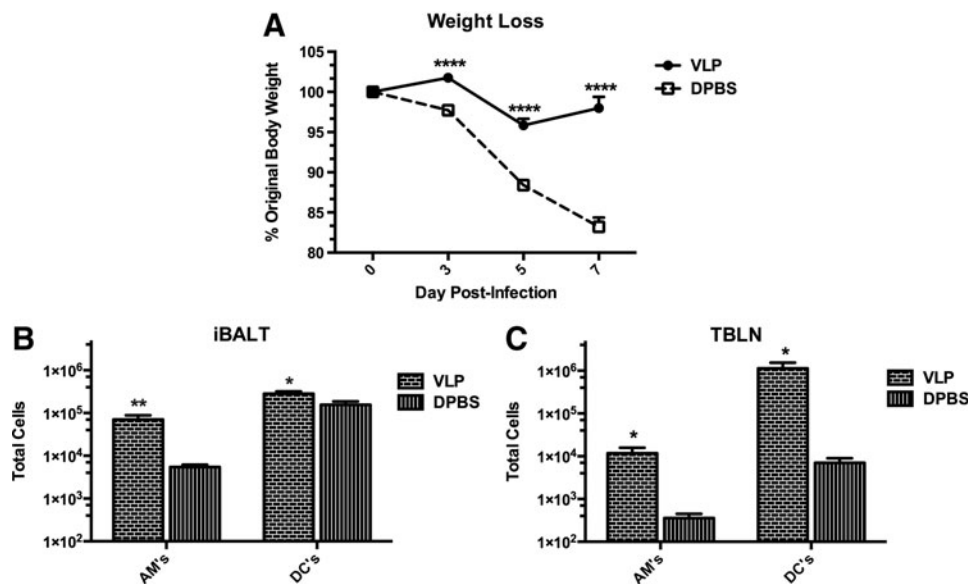 A
Weight Loss
% Original Body Weight
105
100
95
90
85
80
****
****
****
0
3
5
7
Day Post-Infection
VLP
DPBS
B
iBALT
Total Cells
1×10⁶
1×10⁵
1×10⁴
1×10³
1×10²
**
*
AM's
DC's
VLP
DPBS
C
TBLN
Total Cells
1×10⁶
1×10⁵
1×10⁴
1×10³
1×10²
*
*
AM's
DC's
VLP
DPBS